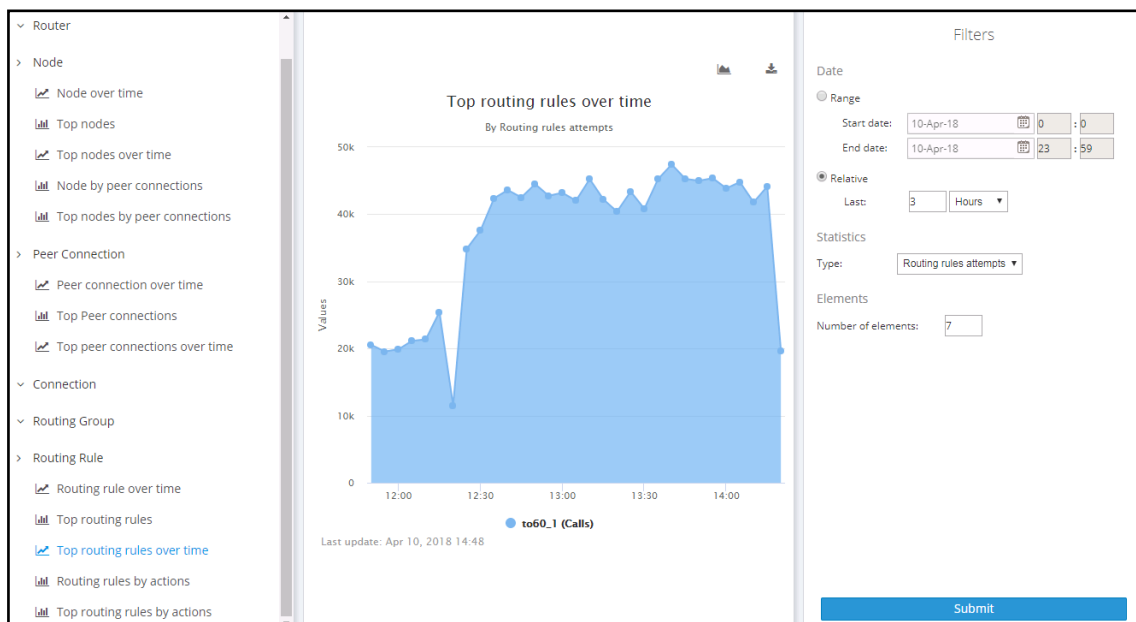 Router
Node
Node over time
Top nodes
Top nodes over time
Node by peer connections
Top nodes by peer connections
Peer Connection
Peer connection over time
Top Peer connections
Top peer connections over time
Connection
Routing Group
Routing Rule
Routing rule over time
Top routing rules
Top routing rules over time
Routing rules by actions
Top routing rules by actions
Top routing rules over time
By Routing rules attempts
Values
50k
40k
30k
20k
10k
0
12:00 12:30 13:00 13:30 14:00
to60_1 (Calls)
Last update: Apr 10, 2018 14:48
Filters
Date
Range
Start date: 10-Apr-18 0 : 0
End date: 10-Apr-18 23 : 59
Relative
Last: 3 Hours
Statistics
Type: Routing rules attempts
Elements
Number of elements: 7
Submit